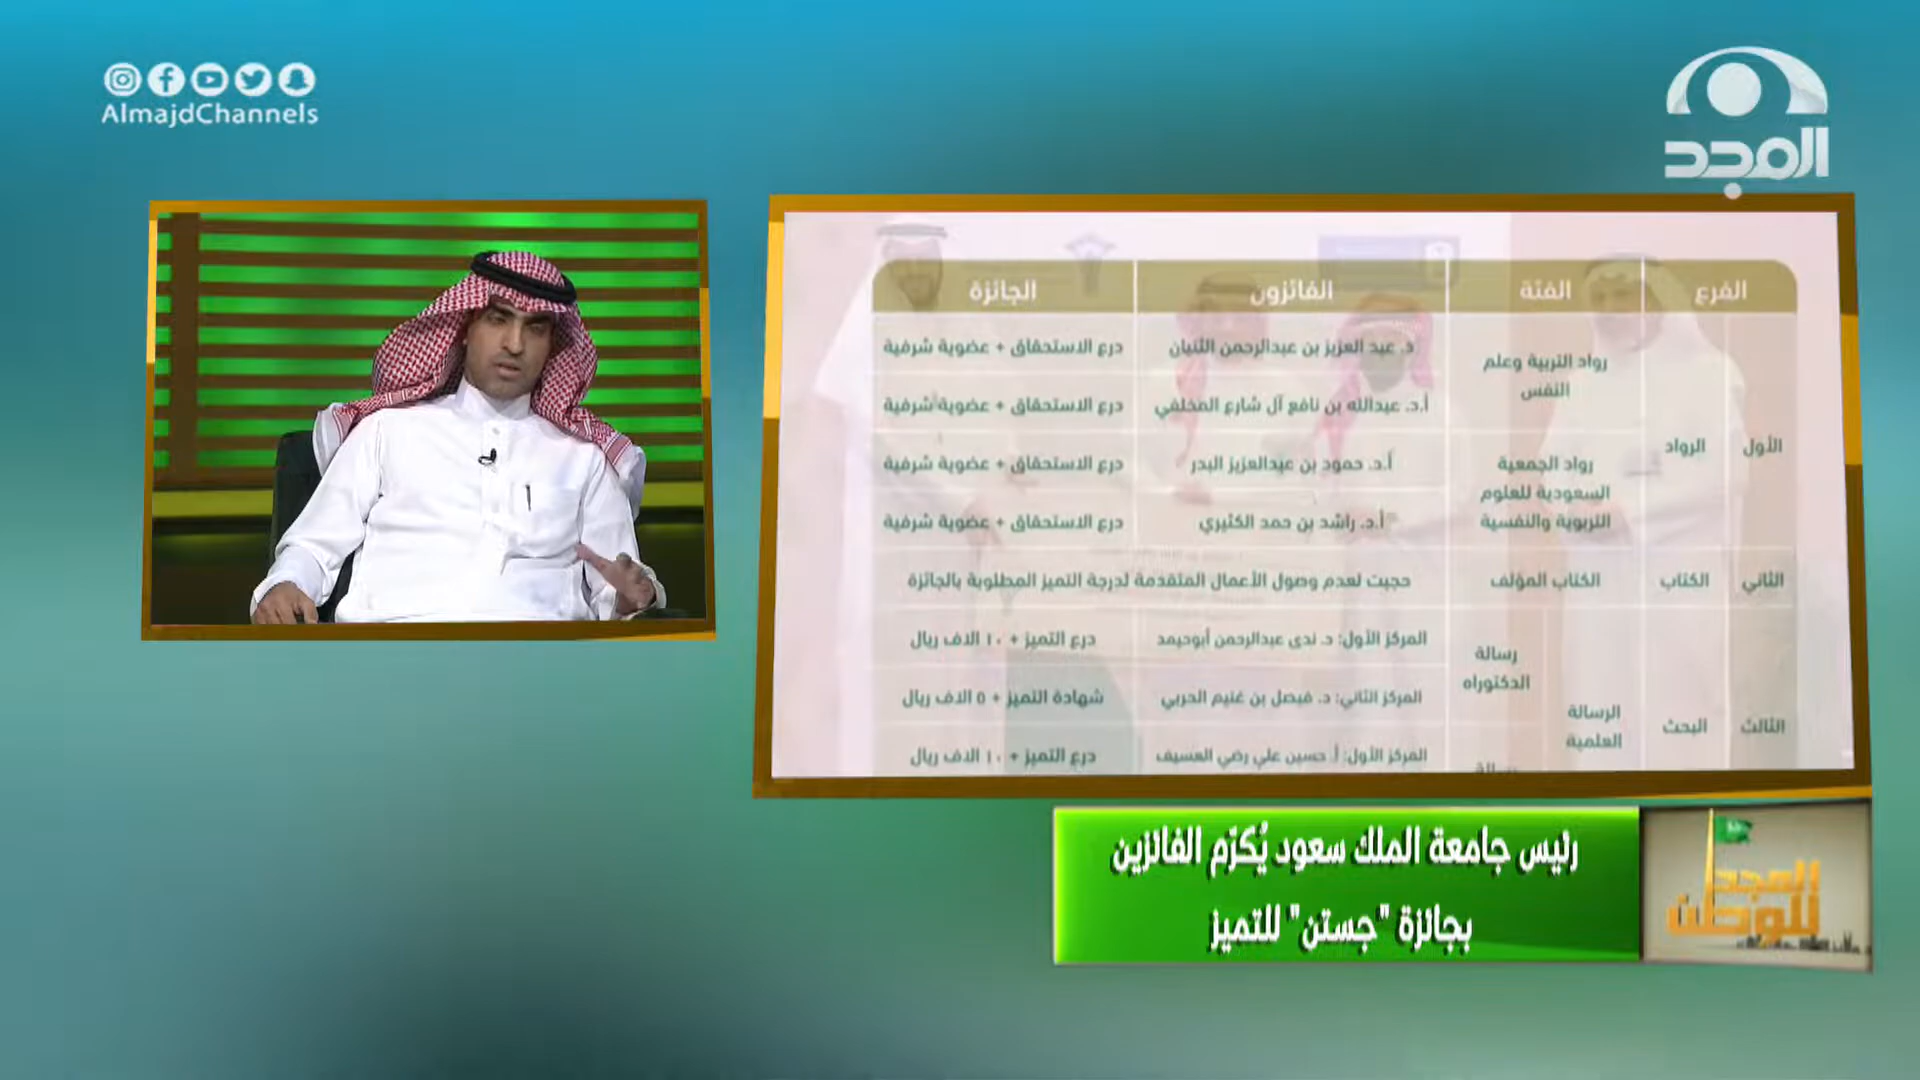 AlmajdChannels
المجد
الفرع
الفئة
الفائزون
الجائزة
الأول
الرواد
رواد التربية وعلم
النفس
د. عبد العزيز بن عبدالرحمن الثنيان
درع الاستحقاق + عضوية شرفية
أ.د. عبدالله بن نافع آل شارع المخلفي
درع الاستحقاق + عضوية شرفية
رواد الجمعية
السعودية للعلوم
التربوية والنفسية
أ.د. حمود بن عبدالعزيز البدر
درع الاستحقاق + عضوية شرفية
أ.د. راشد بن حمد الكثيري
درع الاستحقاق + عضوية شرفية
الثاني
الكتاب
الكتاب المؤلف
حجبت لعدم وصول الأعمال المتقدمة لدرجة التميز المطلوبة بالجائزة
الثالث
البحث
الرسالة
العلمية
رسالة
الدكتوراه
المركز الأول: د. ندى عبدالرحمن أبوحيمد
درع التميز + ١٠ الاف ريال
المركز الثاني: د. فيصل بن غنيم الحربي
شهادة التميز + ٥ الاف ريال
المركز الأول: أ. حسين علي رضي العسيف
درع التميز + ١٠ الاف ريال
رئيس جامعة الملك سعود يُكرّم الفائزين
بجائزة "جستن" للتميز
المجد
للوطن